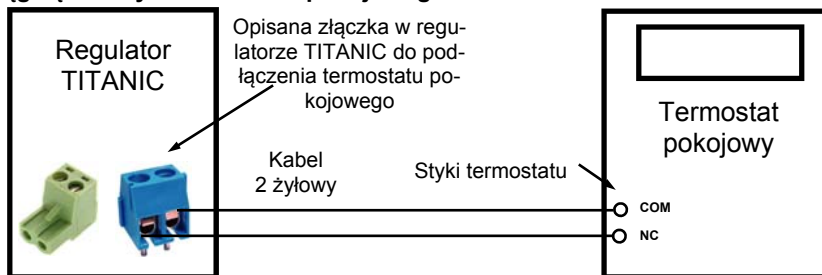 Regulator
TITANIC
Opisana złączka w regu-
latorze TITANIC do pod-
łączenia termostatu po-
kojowego
Kabel
2 żyłowy
Styki termostatu
Termostat
pokojowy
COM
NC